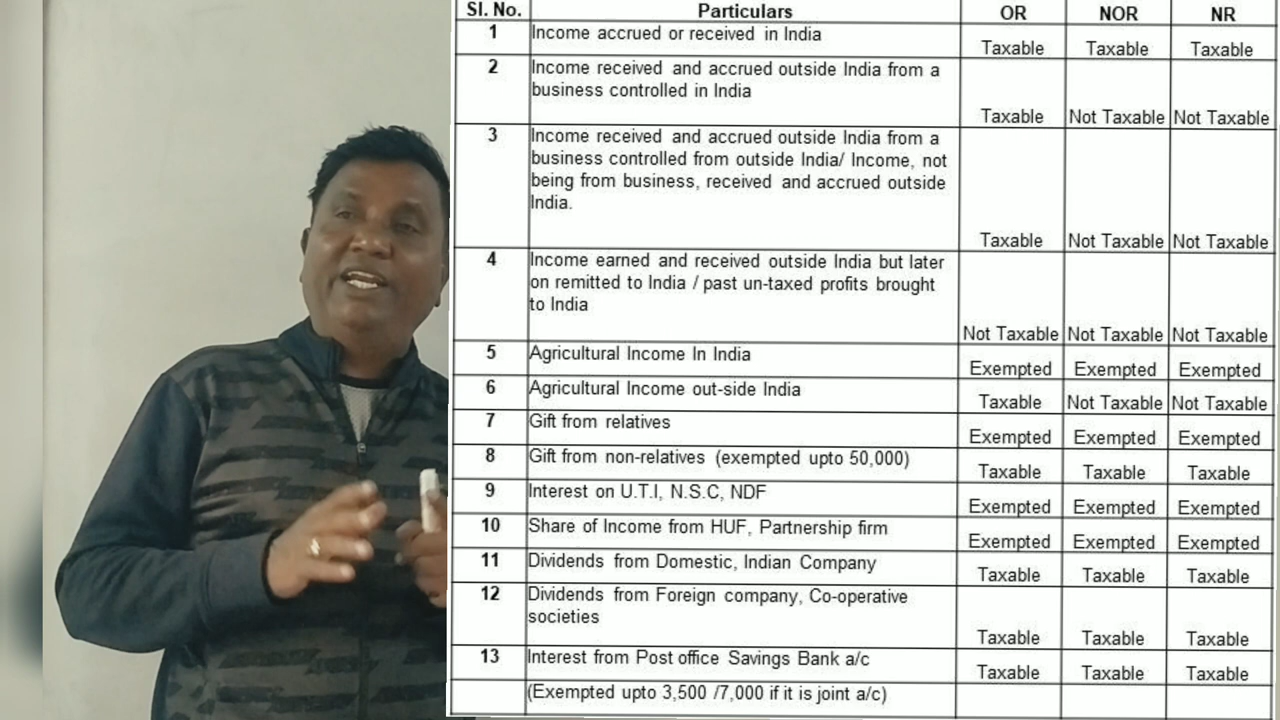 Sl. No. Particulars OR NOR NR
1 Income accrued or received in India Taxable Taxable Taxable
2 Income received and accrued outside India from a
business controlled in India
Taxable Not Taxable Not Taxable
3 Income received and accrued outside India from a
business controlled from outside India/ Income, not
being from business, received and accrued outside
India.
Taxable Not Taxable Not Taxable
4 Income earned and received outside India but later
on remitted to India / past un-taxed profits brought
to India
Not Taxable Not Taxable Not Taxable
5 Agricultural Income In India Exempted Exempted Exempted
6 Agricultural Income out-side India Taxable Not Taxable Not Taxable
7 Gift from relatives Exempted Exempted Exempted
8 Gift from non-relatives (exempted upto 50,000) Taxable Taxable Taxable
9 Interest on U.T.I, N.S.C, NDF Exempted Exempted Exempted
10 Share of Income from HUF, Partnership firm Exempted Exempted Exempted
11 Dividends from Domestic, Indian Company Taxable Taxable Taxable
12 Dividends from Foreign company, Co-operative
societies
Taxable Taxable Taxable
13 Interest from Post office Savings Bank a/c Taxable Taxable Taxable
(Exempted upto 3,500 /7,000 if it is joint a/c)